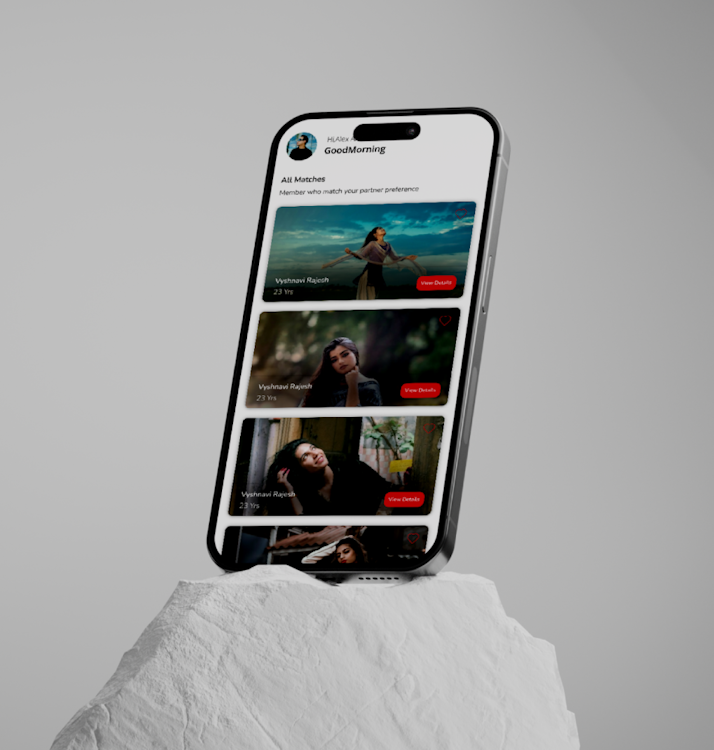 Hi,Alex
GoodMorning
All Matches
Member who match your partner preference
Vyshnavi Rajesh
23 Yrs
View Details
Vyshnavi Rajesh
23 Yrs
View Details
Vyshnavi Rajesh
23 Yrs
View Details